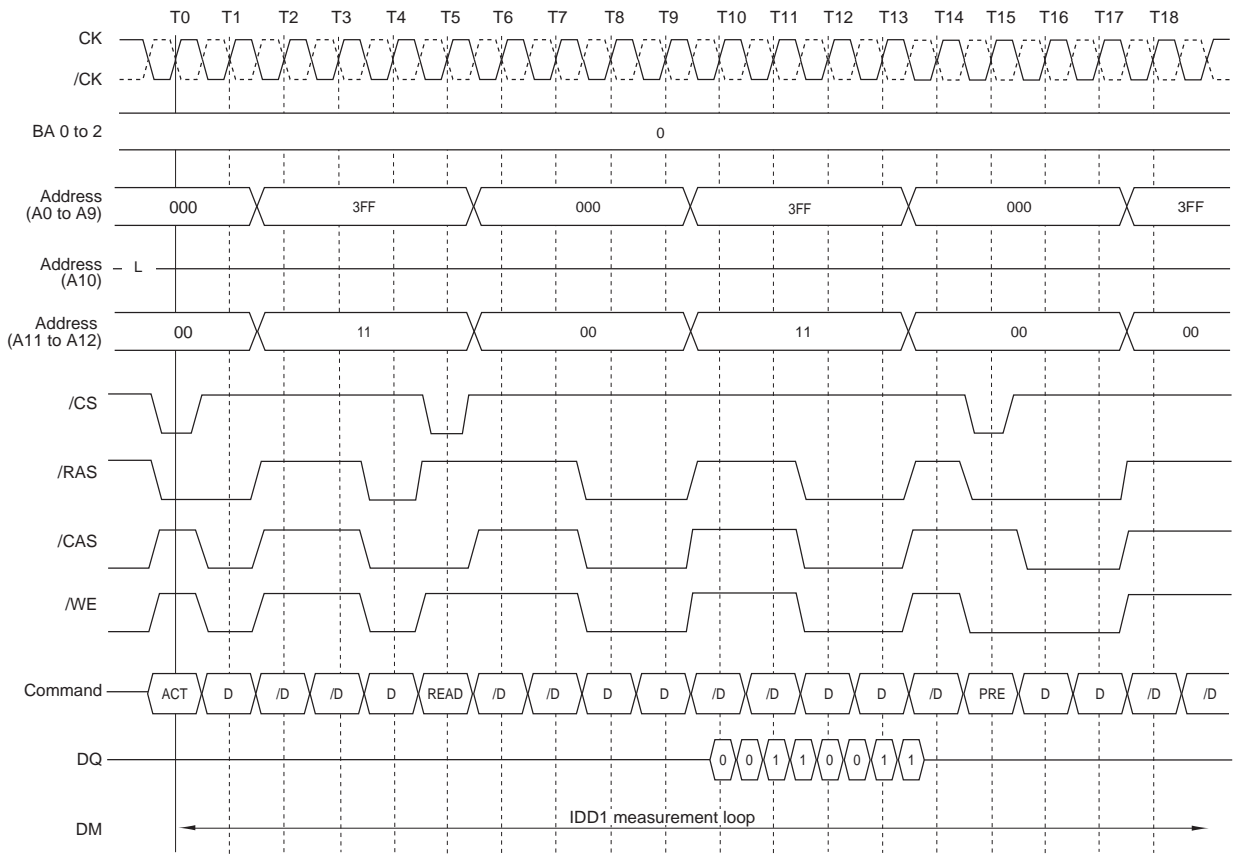 T0 T1 T2 T3 T4 T5 T6 T7 T8 T9 T10 T11 T12 T13 T14 T15 T16 T17 T18
CK
/CK
BA 0 to 2 0
Address
(A0 to A9) 000 3FF 000 3FF 000 3FF
Address
(A10) L
Address
(A11 to A12) 00 11 00 11 00 00
/CS
/RAS
/CAS
/WE
Command ACT D /D /D D READ /D /D D D /D /D D D /D PRE D D /D /D
DQ 0 0 1 1 0 0 1 1
IDD1 measurement loop
DM